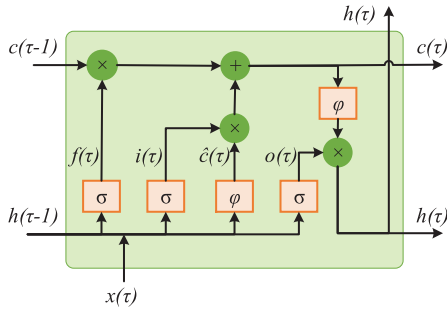 h(τ)
c(τ-1) × + c(τ)
φ
f(τ) i(τ) × ĉ(τ) o(τ) ×
σ σ φ σ
h(τ-1) h(τ)
x(τ)